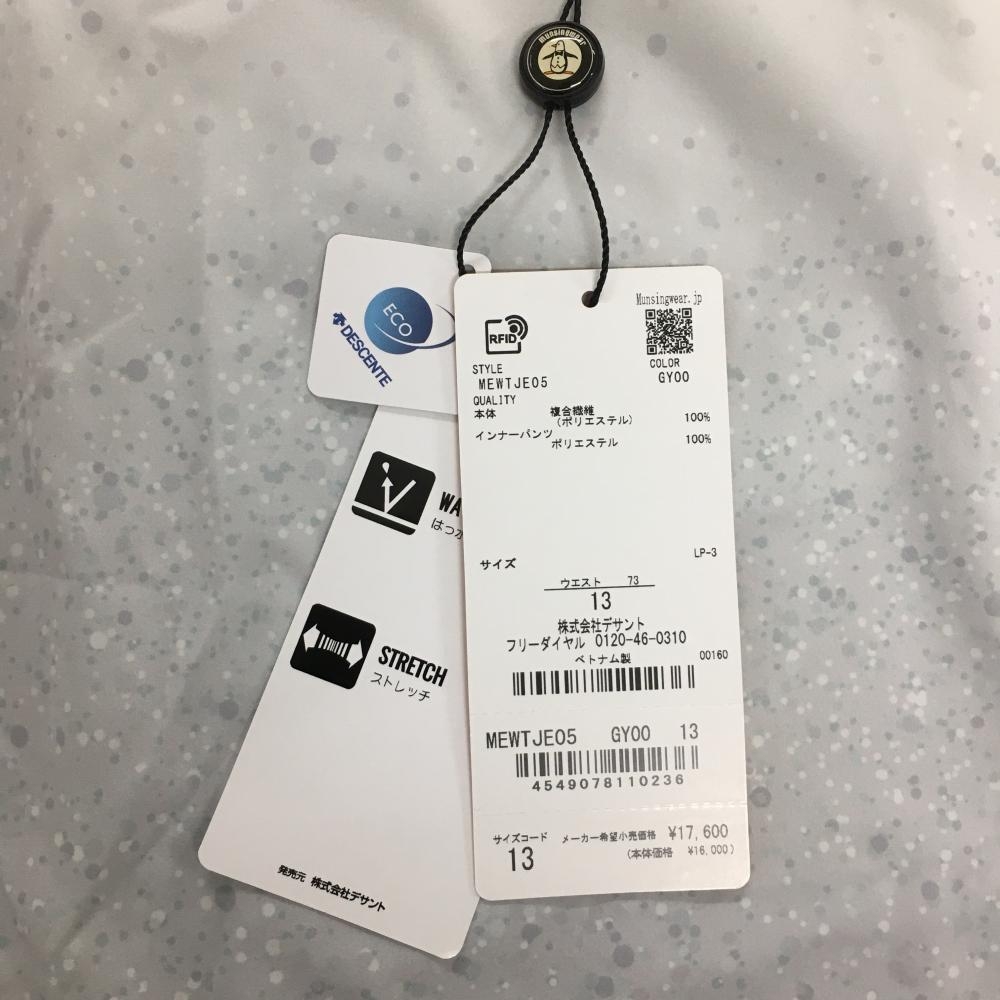 munsingwear
ECO
DESCENTE
WA
はっ
STRETCH
ストレッチ
発売元 株式会社デサント
Munsingwear.jp
RFID
STYLE
MEWTJE05
COLOR
GY00
QUALITY
本体 複合繊維
(ポリエステル) 100%
インナーパンツ ポリエステル 100%
サイズ LP-3
ウエスト 73
13
株式会社デサント
フリーダイヤル 0120-46-0310
ベトナム製 00160
MEWTJE05 GY00 13
4549078110236
サイズコード メーカー希望小売価格 ¥17,600
13 (本体価格 ¥16,000)